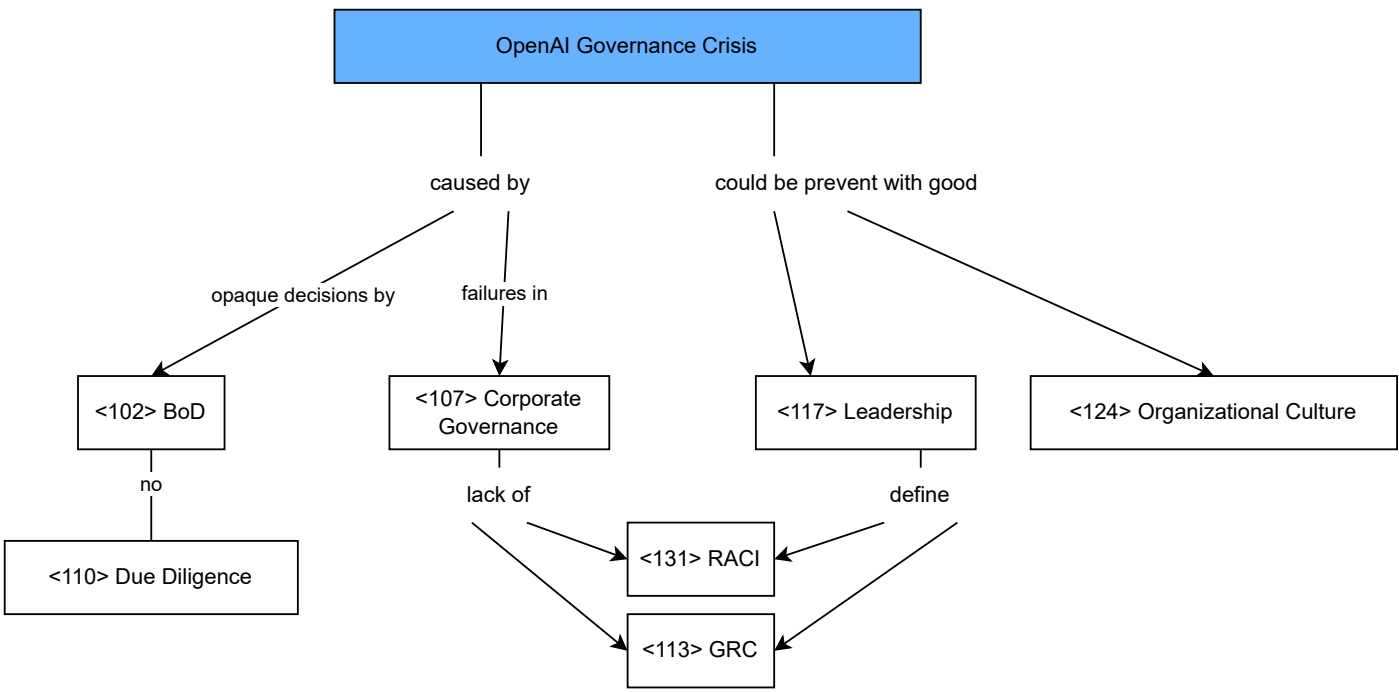 OpenAI Governance Crisis
caused by
could be prevent with good
opaque decisions by
failures in
<102> BoD
<107> Corporate
Governance
<117> Leadership
<124> Organizational Culture
no
lack of
define
<110> Due Diligence
<131> RACI
<113> GRC